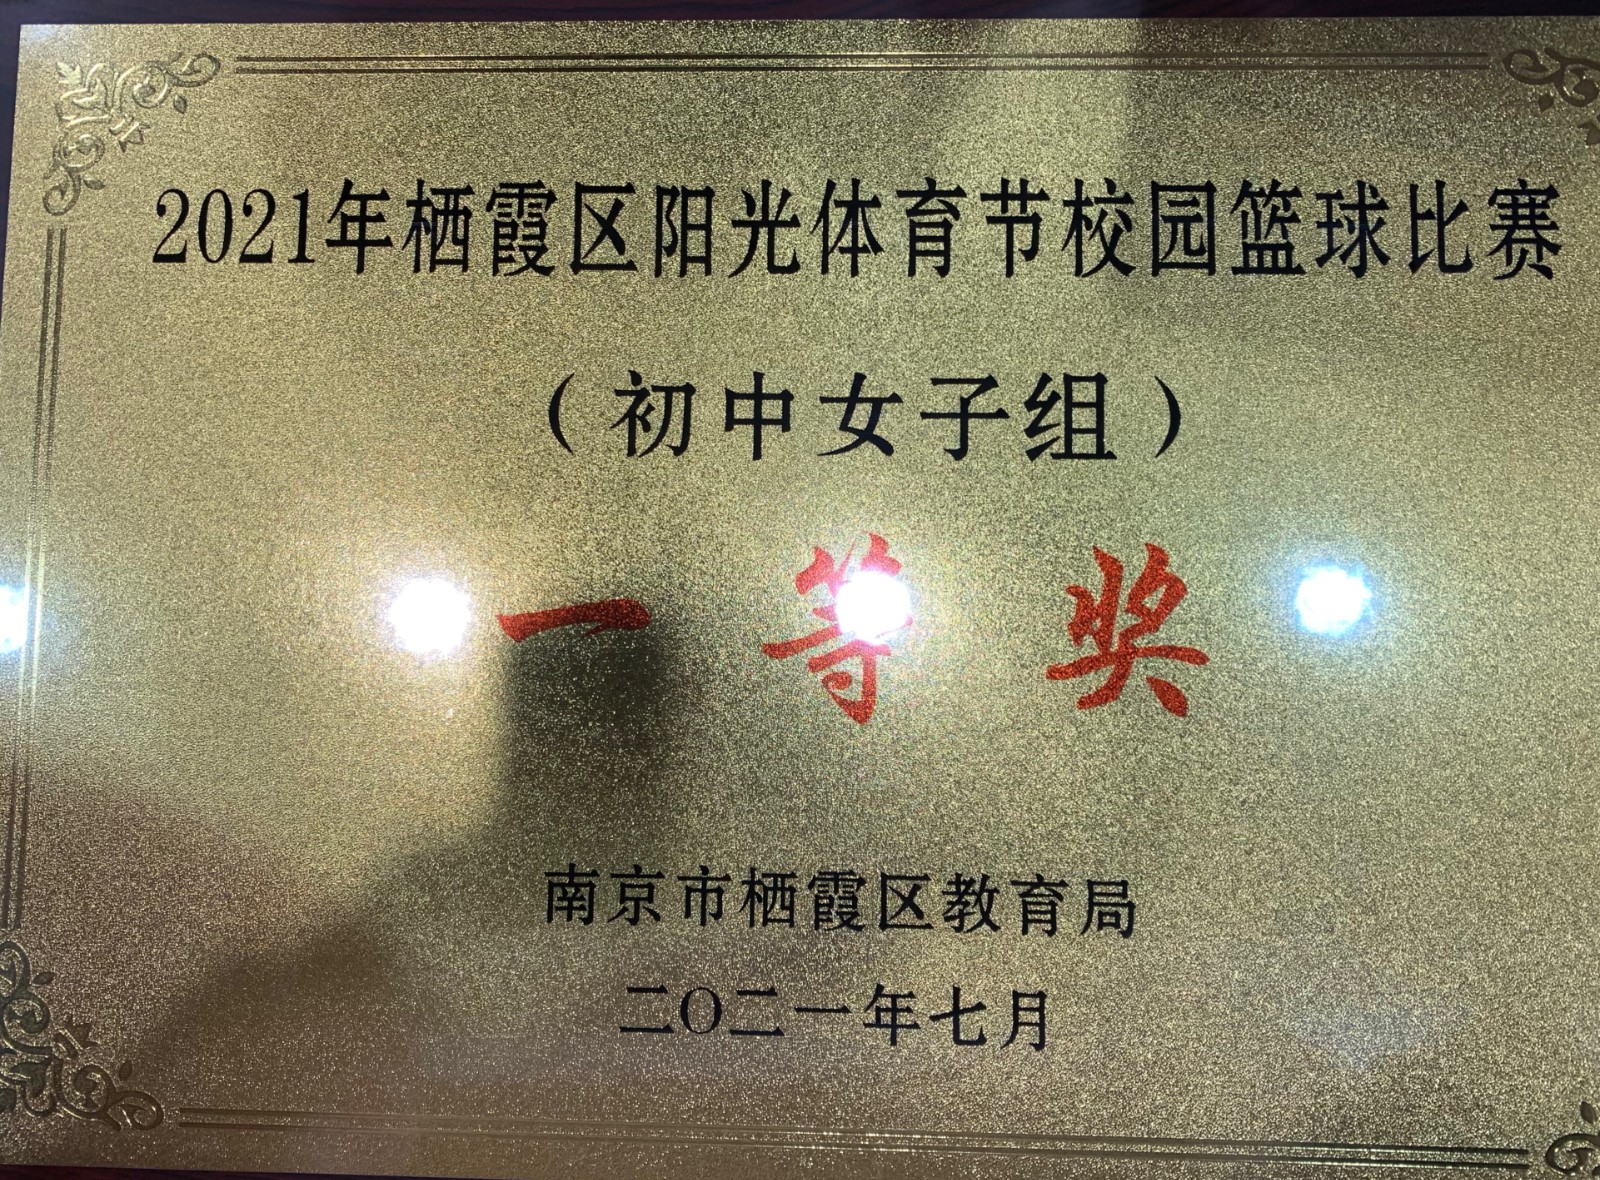 2021年栖霞区阳光体育节校园篮球比赛
（初中女子组）
一等奖
南京市栖霞区教育局
二〇二一年七月